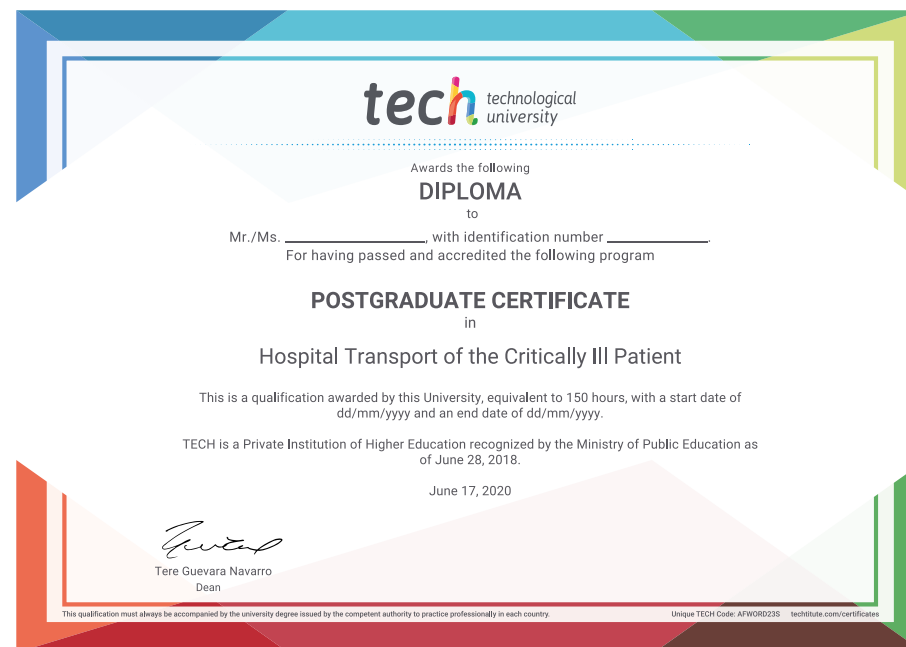 tech technological
university
Awards the following
DIPLOMA
to
Mr./Ms. ____________________, with identification number ______________.
For having passed and accredited the following program
POSTGRADUATE CERTIFICATE
in
Hospital Transport of the Critically Ill Patient
This is a qualification awarded by this University, equivalent to 150 hours, with a start date of
dd/mm/yyyy and an end date of dd/mm/yyyy.
TECH is a Private Institution of Higher Education recognized by the Ministry of Public Education as
of June 28, 2018.
June 17, 2020
Tere Guevara Navarro
Dean
This qualification must always be accompanied by the university degree issued by the competent authority to practice professionally in each country.
Unique TECH Code: AFWORD23S techtitute.com/certificates